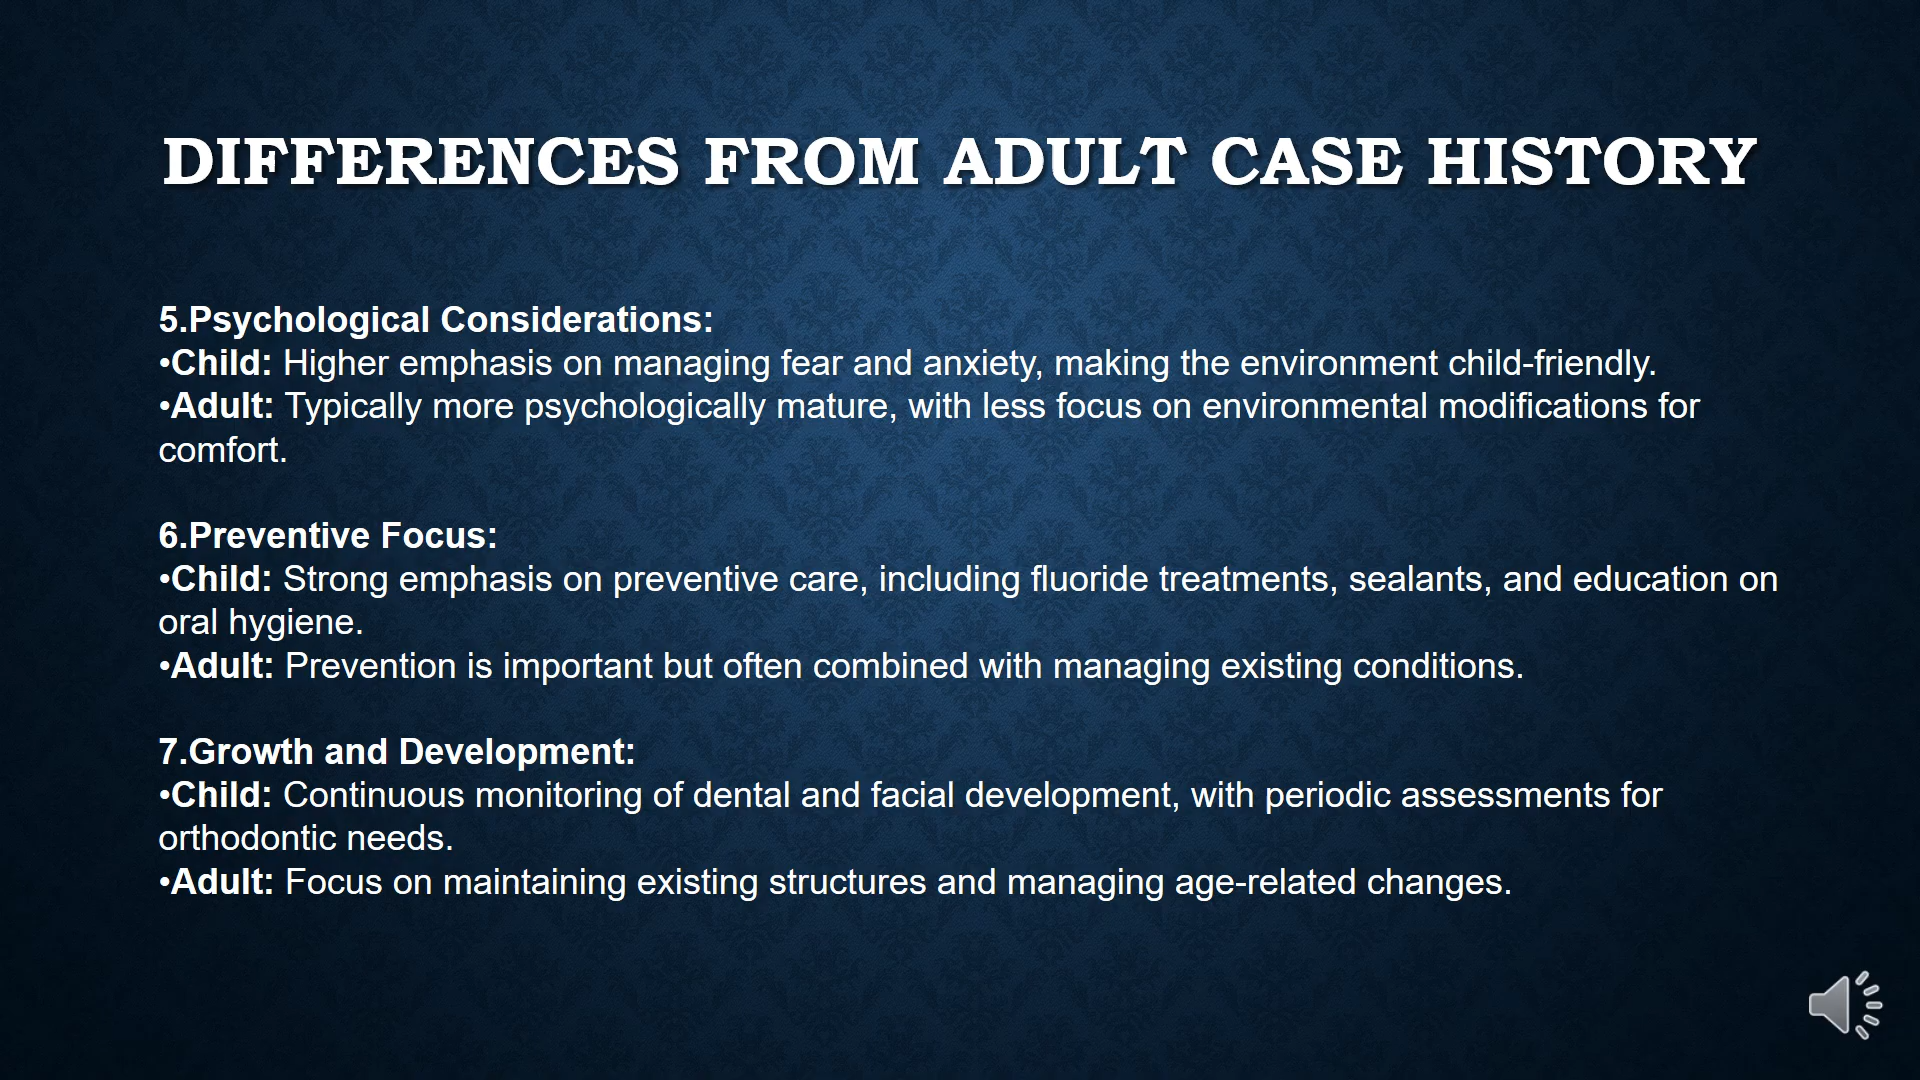 DIFFERENCES FROM ADULT CASE HISTORY
5.Psychological Considerations:
•Child: Higher emphasis on managing fear and anxiety, making the environment child-friendly.
•Adult: Typically more psychologically mature, with less focus on environmental modifications for
comfort.
6.Preventive Focus:
•Child: Strong emphasis on preventive care, including fluoride treatments, sealants, and education on
oral hygiene.
•Adult: Prevention is important but often combined with managing existing conditions.
7.Growth and Development:
•Child: Continuous monitoring of dental and facial development, with periodic assessments for
orthodontic needs.
•Adult: Focus on maintaining existing structures and managing age-related changes.